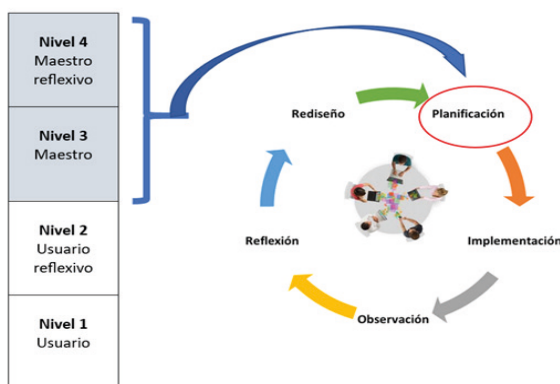 Nivel 4
Maestro
reflexivo
Nivel 3
Maestro
Nivel 2
Usuario
reflexivo
Nivel 1
Usuario
Rediseño
Planificación
Reflexión
Implementación
Observación